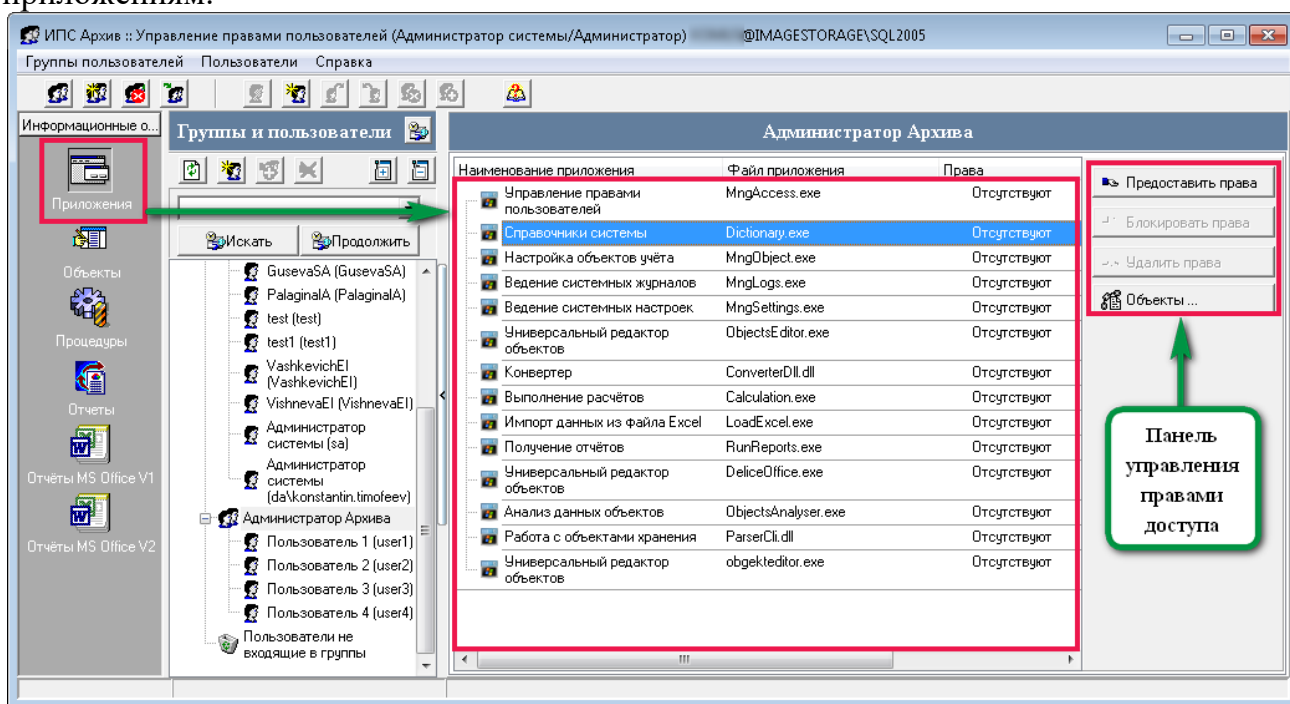 приложениям.
ИПС Архив :: Управление правами пользователей (Администратор системы/Администратор) @IMAGESTORAGE\SQL2005
Группы пользователей Пользователи Справка
Информационные о...
Приложения
Объекты
Процедуры
Отчеты
Отчёты MS Office V1
Отчёты MS Office V2
Группы и пользователи
Искать Продолжить
GusevaSA (GusevaSA)
PalaginaIA (PalaginaIA)
test (test)
test1 (test1)
VashkevichEI
(VashkevichEI)
VishnevaEI (VishnevaEI)
Администратор
системы (sa)
Администратор
системы
(da\konstantin.timofeev)
Администратор Архива
Пользователь 1 (user1)
Пользователь 2 (user2)
Пользователь 3 (user3)
Пользователь 4 (user4)
Пользователи не
входящие в группы
Администратор Архива
Наименование приложения Файл приложения Права
Управление правами MngAccess.exe Отсутствуют
пользователей
Справочники системы Dictionary.exe Отсутствуют
Настройка объектов учёта MngObject.exe Отсутствуют
Ведение системных журналов MngLogs.exe Отсутствуют
Ведение системных настроек MngSettings.exe Отсутствуют
Универсальный редактор ObjectsEditor.exe Отсутствуют
объектов
Конвертер ConverterDll.dll Отсутствуют
Выполнение расчётов Calculation.exe Отсутствуют
Импорт данных из файла Excel LoadExcel.exe Отсутствуют
Получение отчётов RunReports.exe Отсутствуют
Универсальный редактор DeliceOffice.exe Отсутствуют
объектов
Анализ данных объектов ObjectsAnalyser.exe Отсутствуют
Работа с объектами хранения ParserCli.dll Отсутствуют
Универсальный редактор obgekteditor.exe Отсутствуют
объектов
Предоставить права
Блокировать права
Удалить права
Объекты ...
Панель
управления
правами
доступа